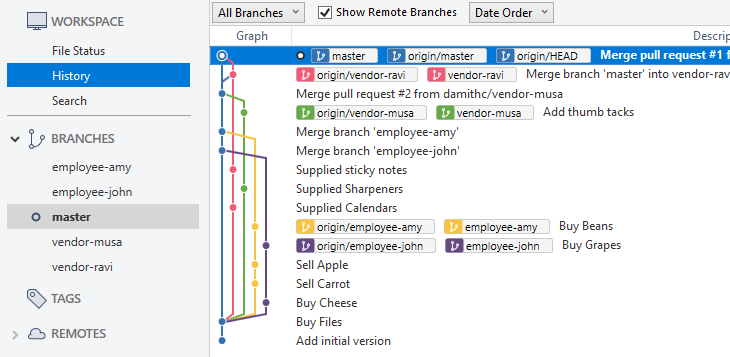 WORKSPACE
File Status
History
Search
BRANCHES
employee-amy
employee-john
master
vendor-musa
vendor-ravi
TAGS
REMOTES
All Branches Show Remote Branches Date Order
Graph Descrip
master origin/master origin/HEAD Merge pull request #1 f
origin/vendor-ravi vendor-ravi Merge branch 'master' into vendor-rav
Merge pull request #2 from damithc/vendor-musa
origin/vendor-musa vendor-musa Add thumb tacks
Merge branch 'employee-amy'
Merge branch 'employee-john'
Supplied sticky notes
Supplied Sharpeners
Supplied Calendars
origin/employee-amy employee-amy Buy Beans
origin/employee-john employee-john Buy Grapes
Sell Apple
Sell Carrot
Buy Cheese
Buy Files
Add initial version